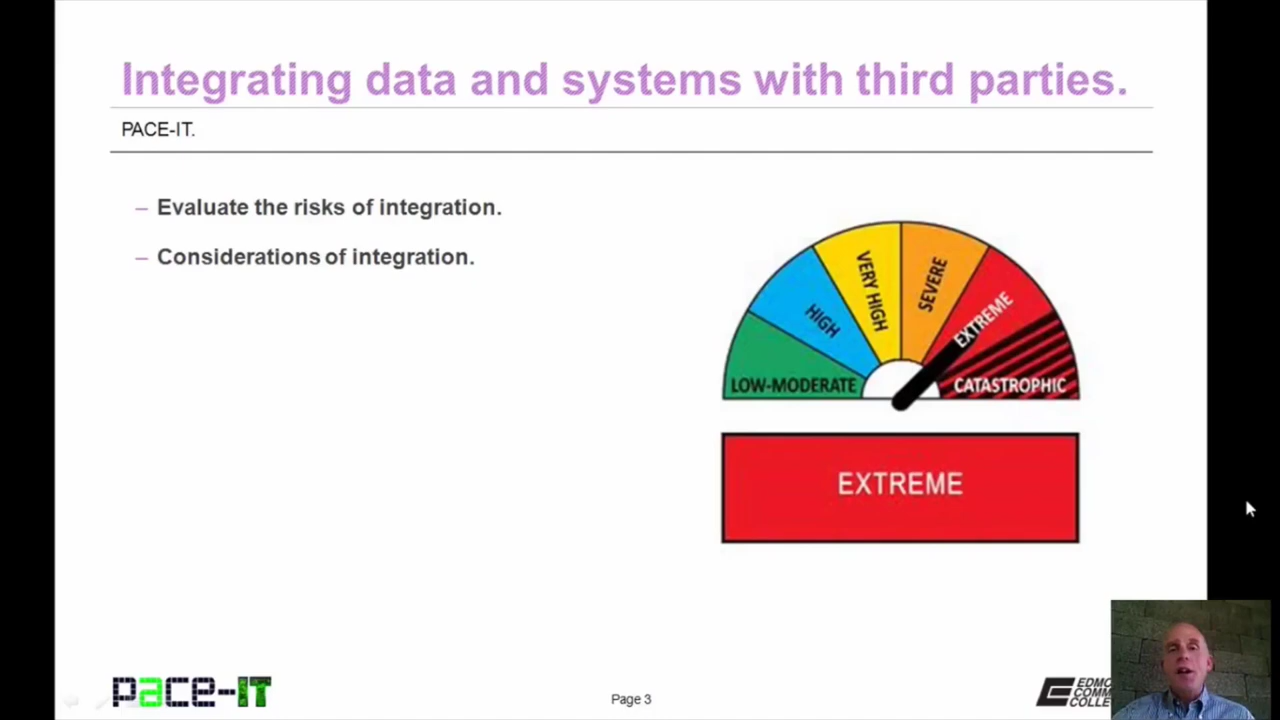 Integrating data and systems with third parties.
PACE-IT.
– Evaluate the risks of integration.
– Considerations of integration.
LOW-MODERATE
HIGH
VERY HIGH
SEVERE
EXTREME
CATASTROPHIC
EXTREME
pace-IT
Page 3